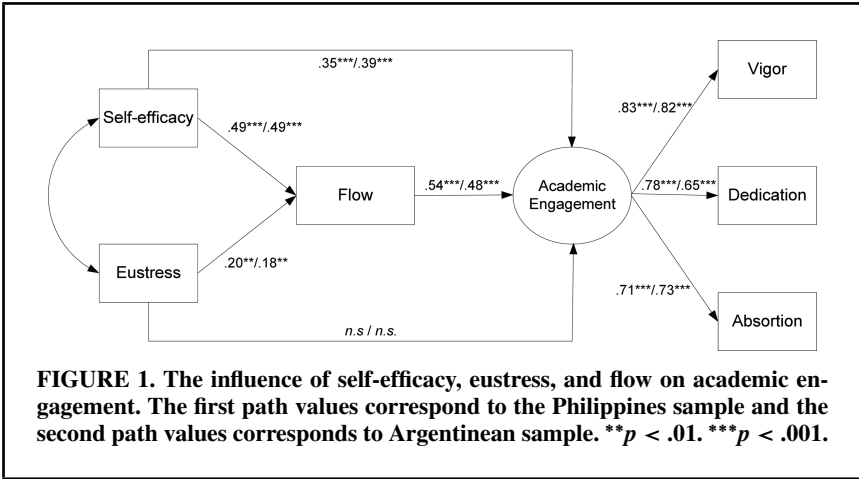 .35***/.39***
Vigor
Self-efficacy
.83***/.82***
.49***/.49***
Flow
.54***/.48***
Academic
Engagement
.78***/.65***
Dedication
Eustress
.20**/.18**
.71***/.73***
n.s / n.s.
Absortion
FIGURE 1. The influence of self-efficacy, eustress, and flow on academic en-
gagement. The first path values correspond to the Philippines sample and the
second path values corresponds to Argentinean sample. **p < .01. ***p < .001.